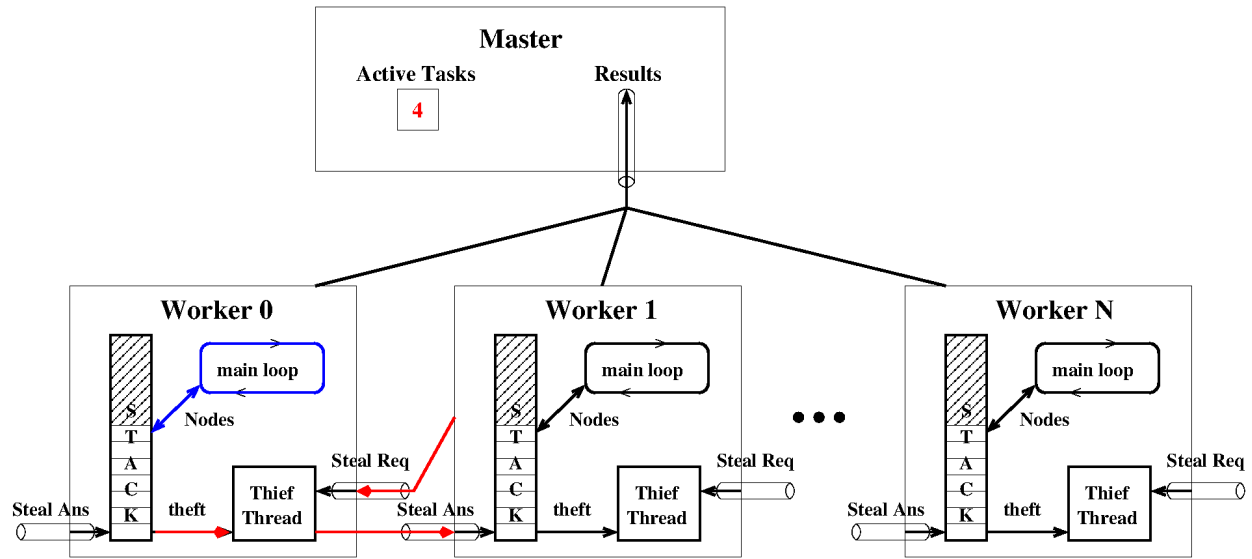 Master
Active Tasks
Results
4
Worker 0
main loop
Nodes
S
T
A
C
K
Steal Req
Thief
Thread
theft
Steal Ans
Worker 1
main loop
Nodes
S
T
A
C
K
Steal Req
Thief
Thread
theft
Steal Ans
Worker N
main loop
Nodes
S
T
A
C
K
Steal Req
Thief
Thread
theft
Steal Ans